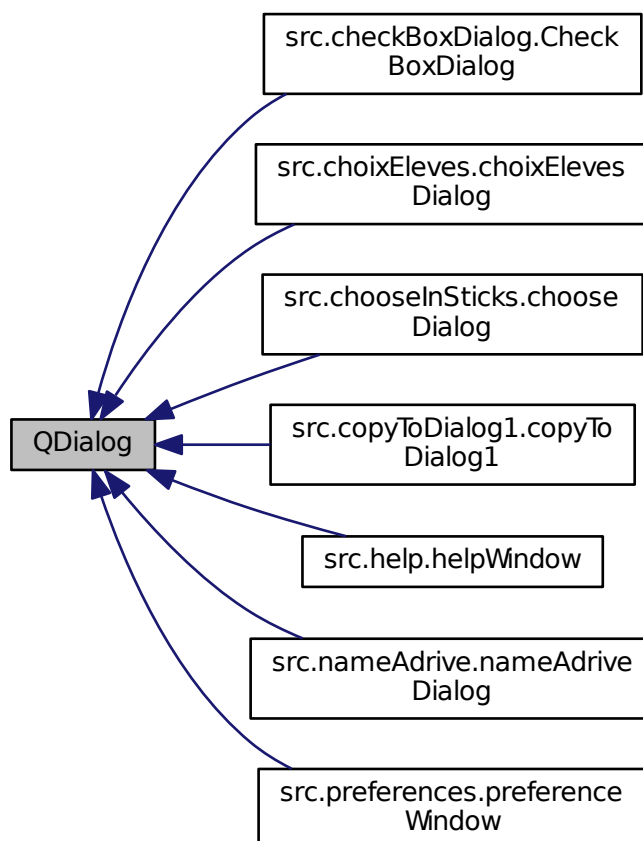 src.checkBoxDialog.Check
BoxDialog
src.choixEleves.choixEleves
Dialog
src.chooseInSticks.choose
Dialog
QDialog
src.copyToDialog1.copyTo
Dialog1
src.help.helpWindow
src.nameAdrive.nameAdrive
Dialog
src.preferences.preference
Window